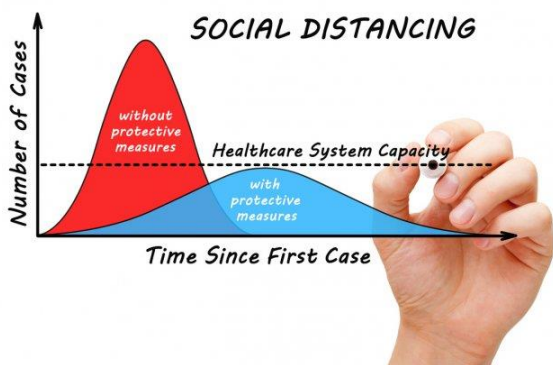 SOCIAL DISTANCING
Number of Cases
without
protective
measures
Healthcare System Capacity
with
protective
measures
Time Since First Case